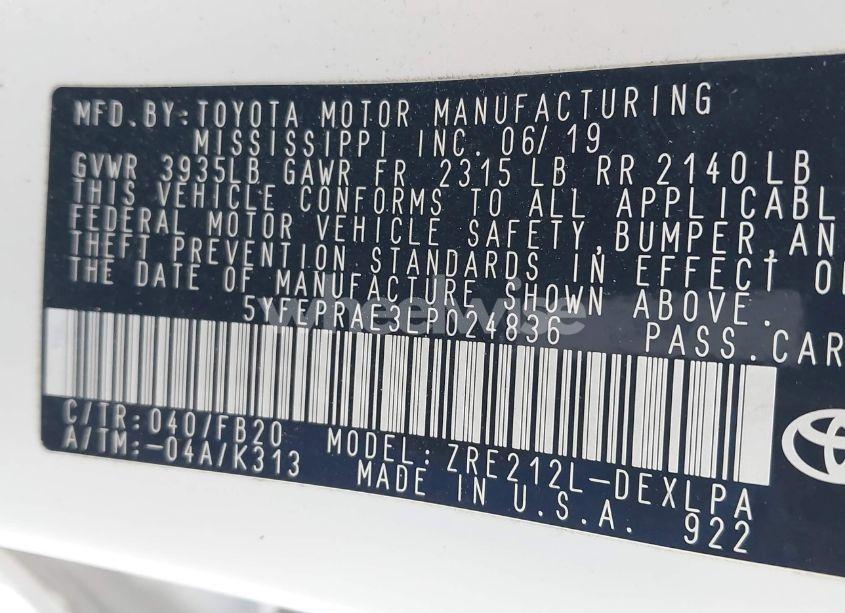 MFD.BY:TOYOTA MOTOR MANUFACTURING
MISSISSIPPI INC. 06/19
GVWR 3935LB GAWR FR 2315 LB RR 2140 LB
THIS VEHICLE CONFORMS TO ALL APPLICABL
FEDERAL MOTOR VEHICLE SAFETY,BUMPER,AN
THEFT PREVENTION STANDARDS IN EFFECT O
THE DATE OF MANUFACTURE SHOWN ABOVE.
5YFEPRAE3LP024836 PASS.CAR
wheelwise
C/TR:040/FB20
A/TM:-04A/K313
MODEL:ZRE212L-DEXLPA
MADE IN U.S.A. 922